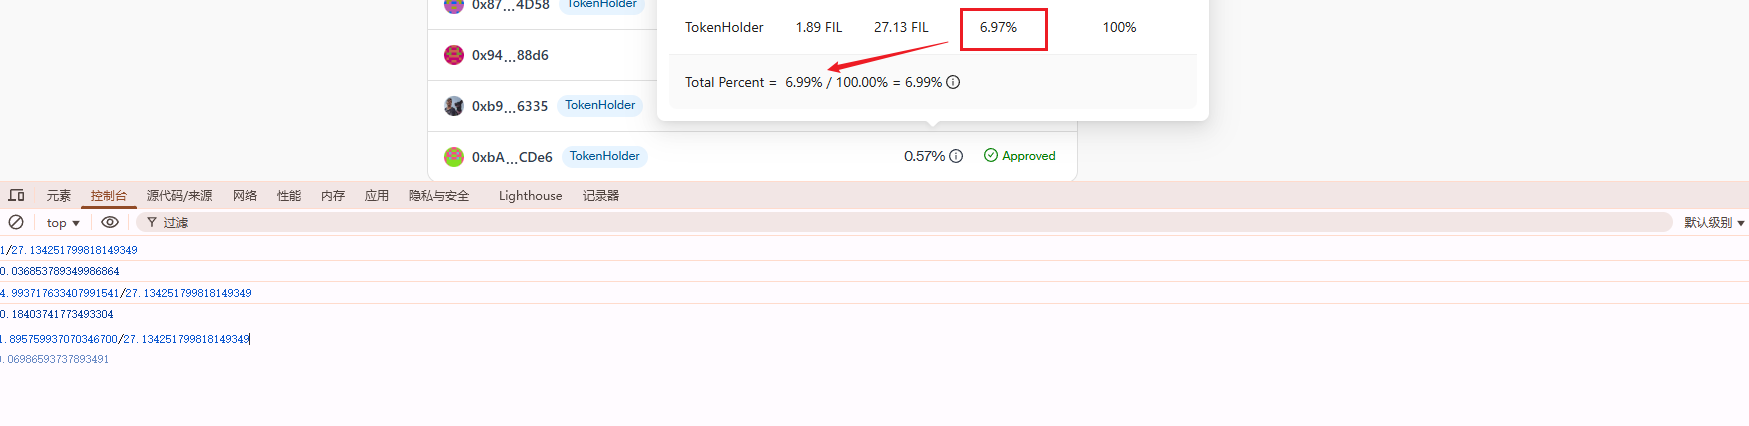 0x87...4D58 TokenHolder
TokenHolder 1.89 FIL 27.13 FIL 6.97% 100%
0x94...88d6
Total Percent = 6.99% / 100.00% = 6.99%
0xb9...6335 TokenHolder
0xbA...CDe6 TokenHolder 0.57% Approved
元素 控制台 源代码/来源 网络 性能 内存 应用 隐私与安全 Lighthouse 记录器
top 过滤 默认级别
1/27.134251799818149349
0.036853789349986864
4.993717633407991541/27.134251799818149349
0.18403741773493304
1.895759937070346700/27.134251799818149349
0.06986593737893491